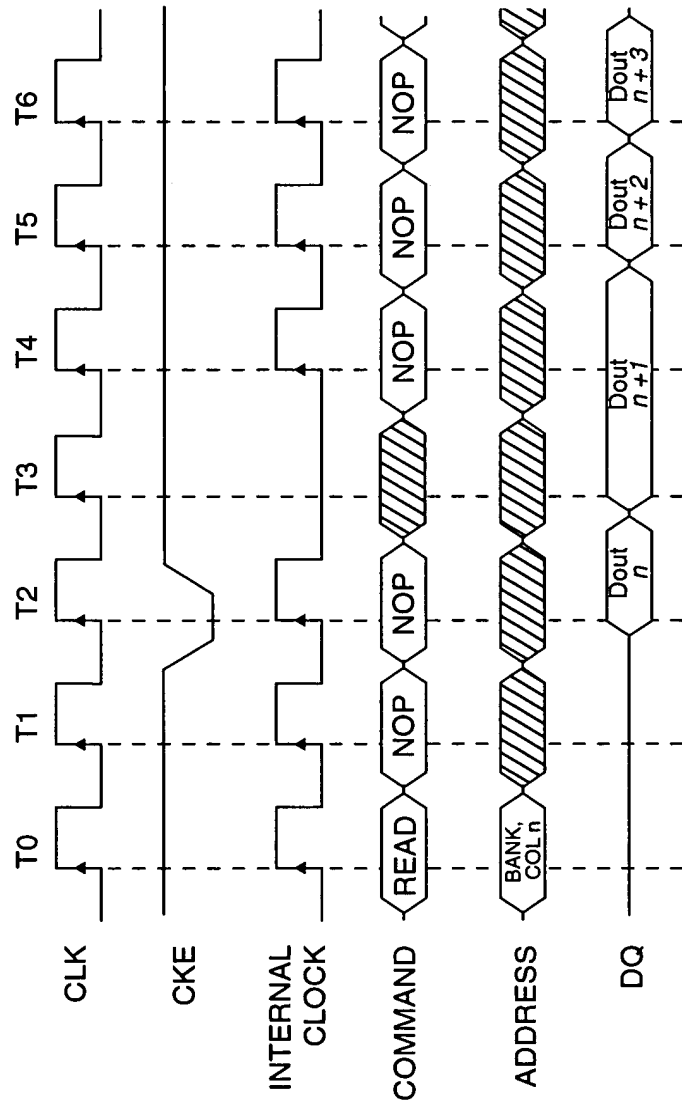 T0 T1 T2 T3 T4 T5 T6
CLK
CKE
INTERNAL
CLOCK
COMMAND READ NOP NOP NOP NOP NOP
ADDRESS BANK,
COL n
DQ Dout Dout Dout Dout
n n+1 n+2 n+3